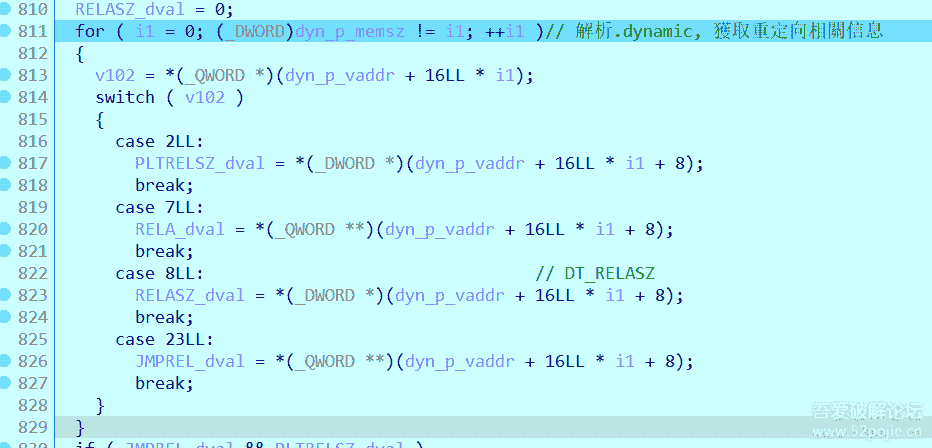 810 RELASZ_dval = 0;
811 for ( i1 = 0; (_DWORD)dyn_p_memsz != i1; ++i1 )// 解析.dynamic, 獲取重定向相關信息
812 {
813 v102 = *(_QWORD *)(dyn_p_vaddr + 16LL * i1);
814 switch ( v102 )
815 {
816 case 2LL:
817 PLTRELSZ_dval = *(_DWORD *)(dyn_p_vaddr + 16LL * i1 + 8);
818 break;
819 case 7LL:
820 RELA_dval = *(_QWORD **)(dyn_p_vaddr + 16LL * i1 + 8);
821 break;
822 case 8LL: // DT_RELASZ
823 RELASZ_dval = *(_DWORD *)(dyn_p_vaddr + 16LL * i1 + 8);
824 break;
825 case 23LL:
826 JMPREL_dval = *(_QWORD **)(dyn_p_vaddr + 16LL * i1 + 8);
827 break;
828 }
829 }
830 if ( JMPREL_dval && PLTRELSZ_dval )
吾爱破解论坛
www.52pojie.cn